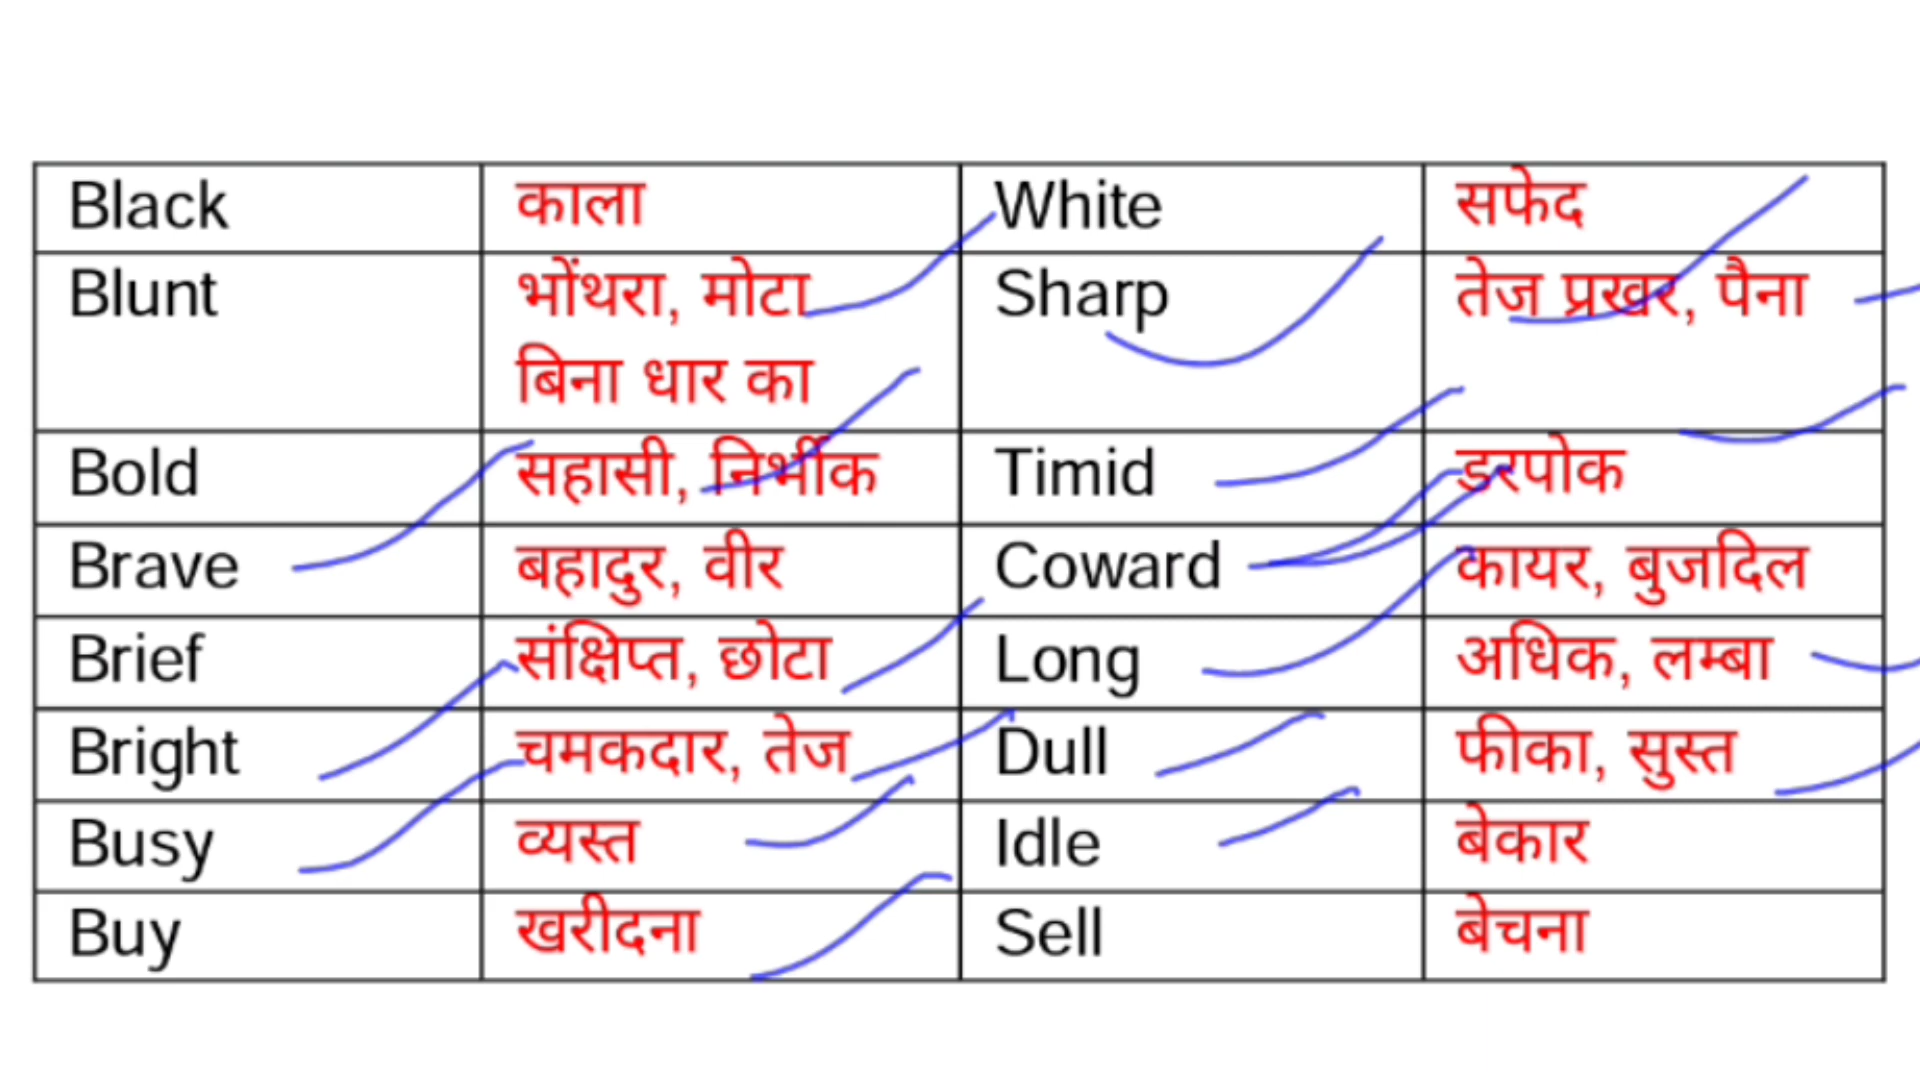 Black काला White सफेद
Blunt भोंथरा, मोटा Sharp तेज प्रखर, पैना
बिना धार का
Bold सहासी, निर्भीक Timid डरपोक
Brave बहादुर, वीर Coward कायर, बुजदिल
Brief संक्षिप्त, छोटा Long अधिक, लम्बा
Bright चमकदार, तेज Dull फीका, सुस्त
Busy व्यस्त Idle बेकार
Buy खरीदना Sell बेचना